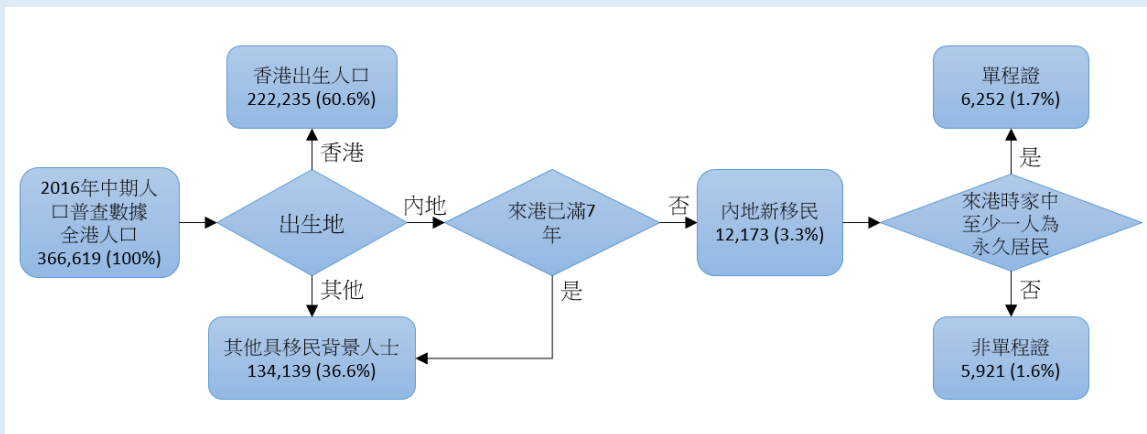 香港出生人口
222,235 (60.6%)
單程證
6,252 (1.7%)
香港
是
2016年中期人
口普查數據
全港人口
366,619 (100%)
出生地
內地
來港已滿7
年
否
內地新移民
12,173 (3.3%)
來港時家中
至少一人為
永久居民
其他
是
否
其他具移民背景人士
134,139 (36.6%)
非單程證
5,921 (1.6%)